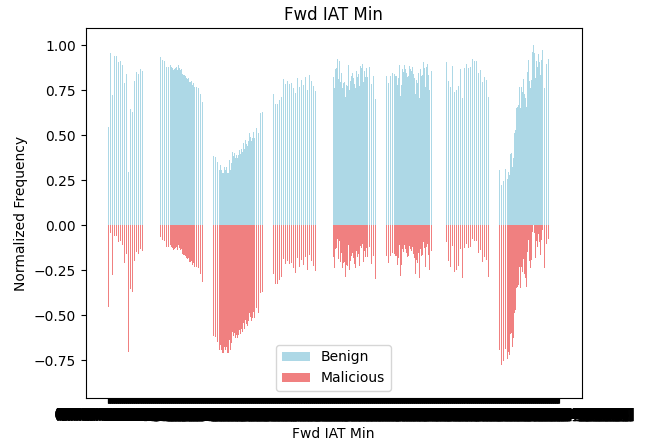 Fwd IAT Min
1.00
0.75
0.50
0.25
0.00
−0.25
−0.50
−0.75
Normalized Frequency
Benign
Malicious
Fwd IAT Min